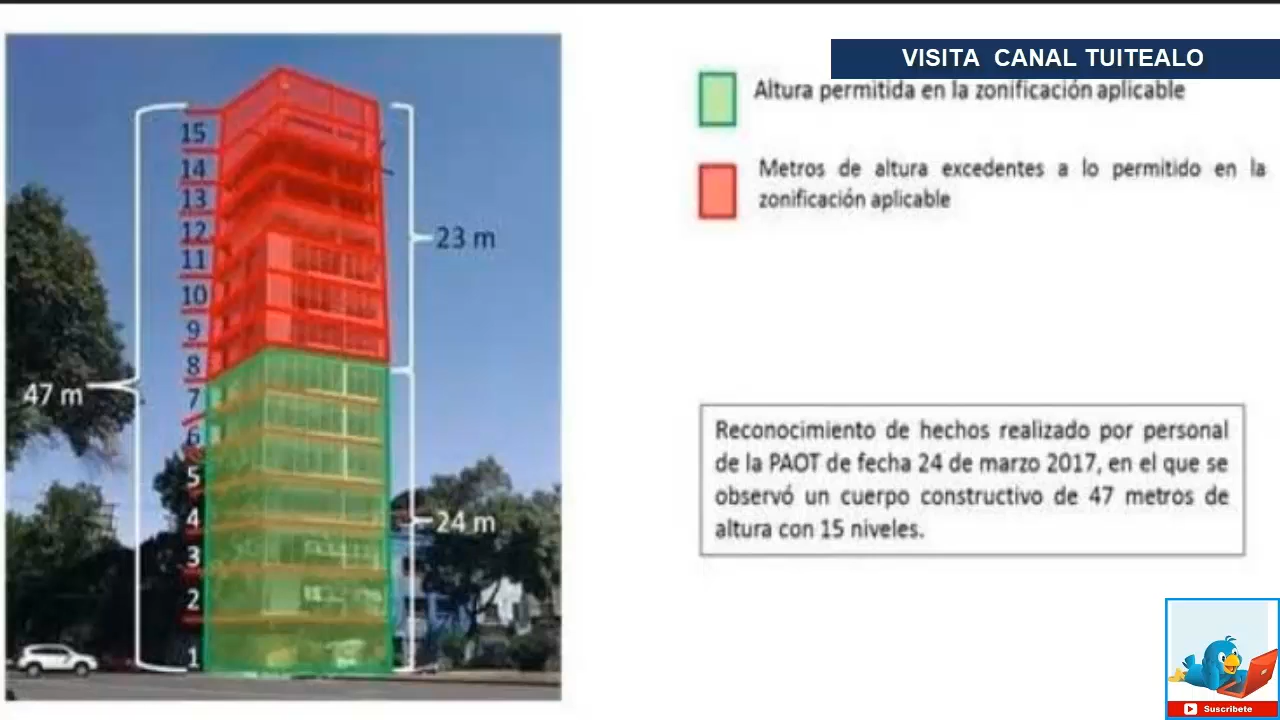 VISITA CANAL TUITEALO
Altura permitida en la zonificación aplicable
Metros de altura excedentes a lo permitido en la
zonificación aplicable
15
14
13
12
11
10
9
8
7
6
5
4
3
2
1
47 m
23 m
24 m
Reconocimiento de hechos realizado por personal
de la PAOT de fecha 24 de marzo 2017, en el que se
observó un cuerpo constructivo de 47 metros de
altura con 15 niveles.
Suscribete